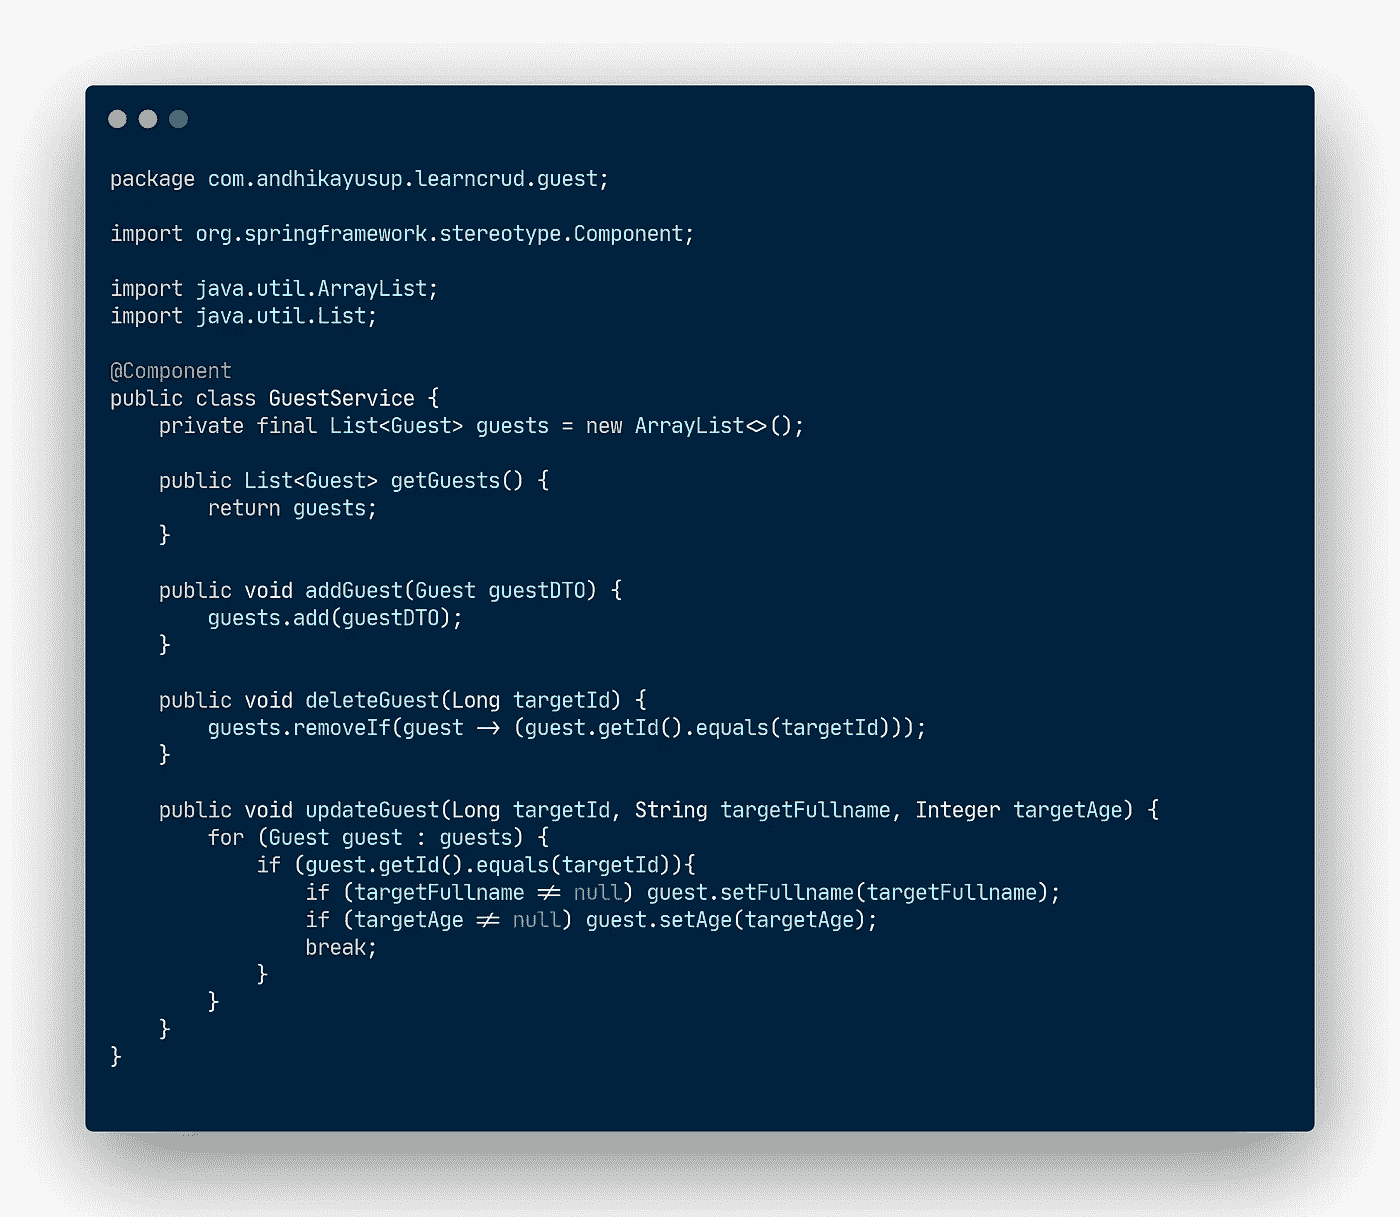 package com.andhikayusup.learncrud.guest;
import org.springframework.stereotype.Component;
import java.util.ArrayList;
import java.util.List;
@Component
public class GuestService {
    private final List<Guest> guests = new ArrayList<>();
    public List<Guest> getGuests() {
        return guests;
    }
    public void addGuest(Guest guestDTO) {
        guests.add(guestDTO);
    }
    public void deleteGuest(Long targetId) {
        guests.removeIf(guest -> (guest.getId().equals(targetId)));
    }
    public void updateGuest(Long targetId, String targetFullname, Integer targetAge) {
        for (Guest guest : guests) {
            if (guest.getId().equals(targetId)){
                if (targetFullname != null) guest.setFullname(targetFullname);
                if (targetAge != null) guest.setAge(targetAge);
                break;
            }
        }
    }
}